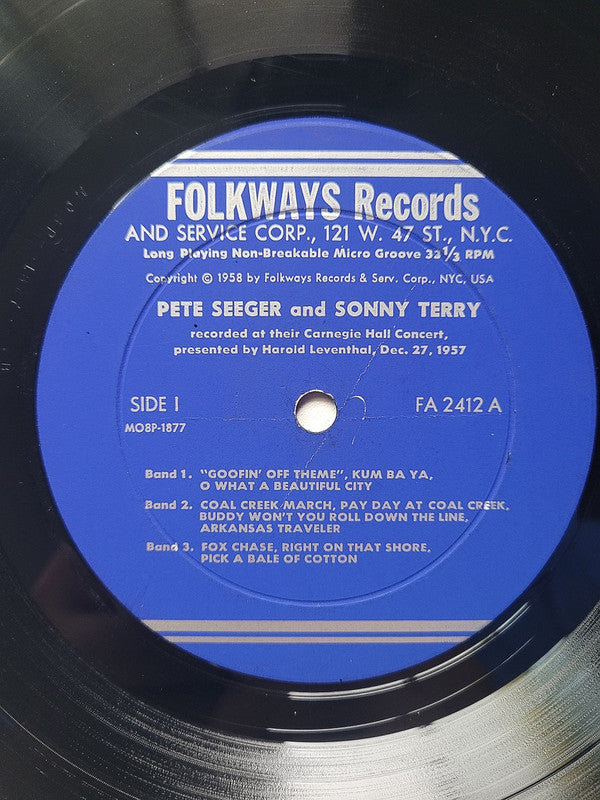 FOLKWAYS Records
AND SERVICE CORP., 121 W. 47 ST., N.Y.C.
Long Playing Non-Breakable Micro Groove 33 1/3 RPM
Copyright © 1958 by Folkways Records & Serv. Corp., NYC, USA
PETE SEEGER and SONNY TERRY
recorded at their Carnegie Hall Concert,
presented by Harold Leventhal, Dec. 27, 1957
SIDE I
FA 2412 A
MO8P-1877
Band 1. "GOOFIN' OFF THEME", KUM BA YA,
O WHAT A BEAUTIFUL CITY
Band 2. COAL CREEK MARCH, PAY DAY AT COAL CREEK,
BUDDY WON'T YOU ROLL DOWN THE LINE,
ARKANSAS TRAVELER
Band 3. FOX CHASE, RIGHT ON THAT SHORE,
PICK A BALE OF COTTON